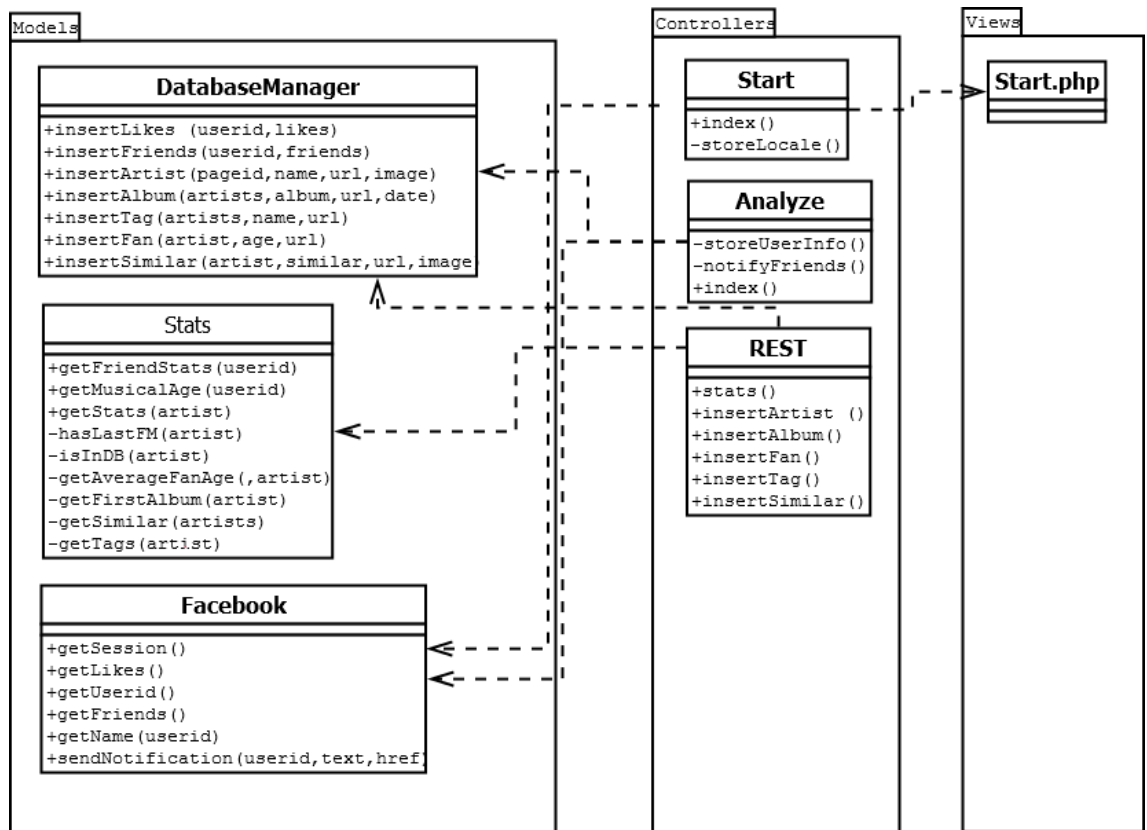 Models
DatabaseManager
+insertLikes (userid,likes)
+insertFriends(userid,friends)
+insertArtist(pageid,name,url,image)
+insertAlbum(artists,album,url,date)
+insertTag(artists,name,url)
+insertFan(artist,age,url)
+insertSimilar(artist,similar,url,image)
Stats
+getFriendStats(userid)
+getMusicalAge(userid)
+getStats(artist)
-hasLastFM(artist)
-isInDB(artist)
-getAverageFanAge(,artist)
-getFirstAlbum(artist)
-getSimilar(artists)
-getTags(artist)
Facebook
+getSession()
+getLikes()
+getUserid()
+getFriends()
+getName(userid)
+sendNotification(userid,text,href)
Controllers
Start
+index()
-storeLocale()
Analyze
-storeUserInfo()
-notifyFriends()
+index()
REST
+stats()
+insertArtist ()
+insertAlbum()
+insertFan()
+insertTag()
+insertSimilar()
Views
Start.php